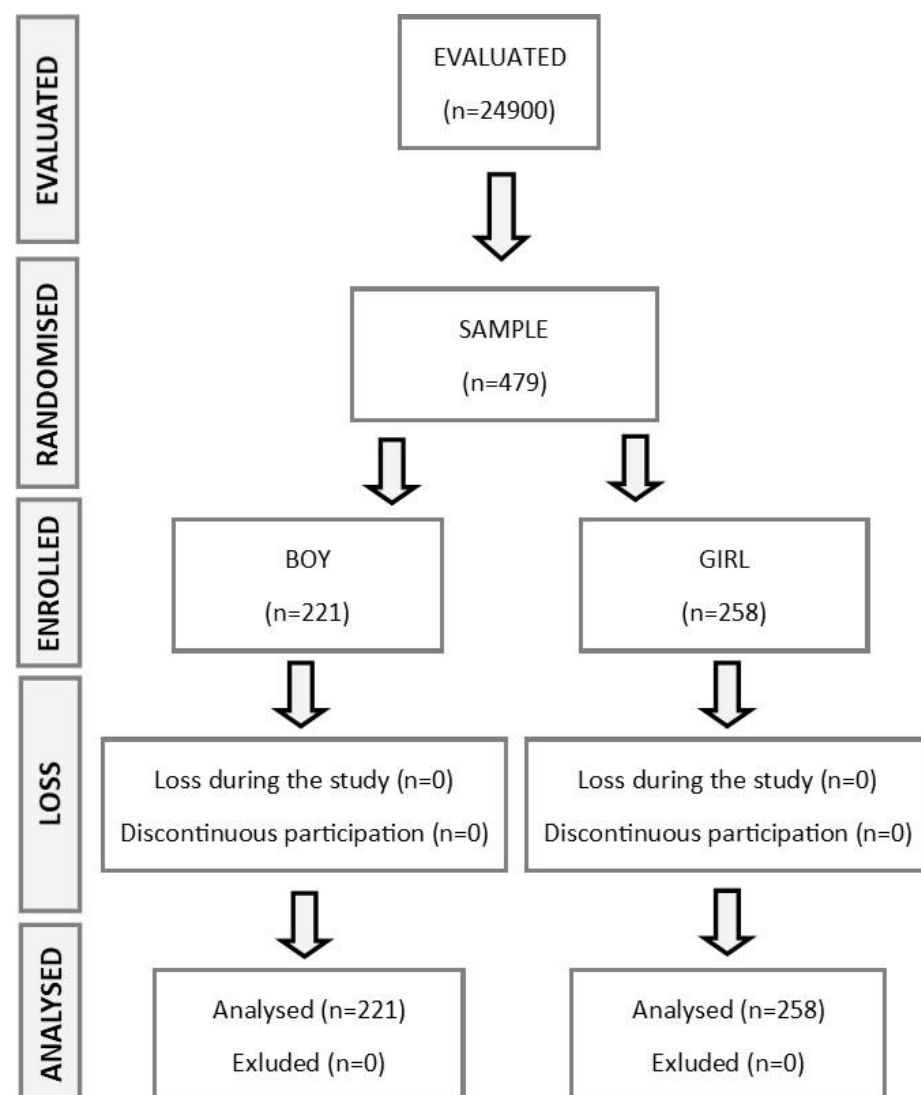 EVALUATED
EVALUATED
(n=24900)
RANDOMISED
SAMPLE
(n=479)
ENROLLED
BOY
(n=221)
GIRL
(n=258)
LOSS
Loss during the study (n=0)
Discontinuous participation (n=0)
Loss during the study (n=0)
Discontinuous participation (n=0)
ANALYSED
Analysed (n=221)
Exluded (n=0)
Analysed (n=258)
Exluded (n=0)